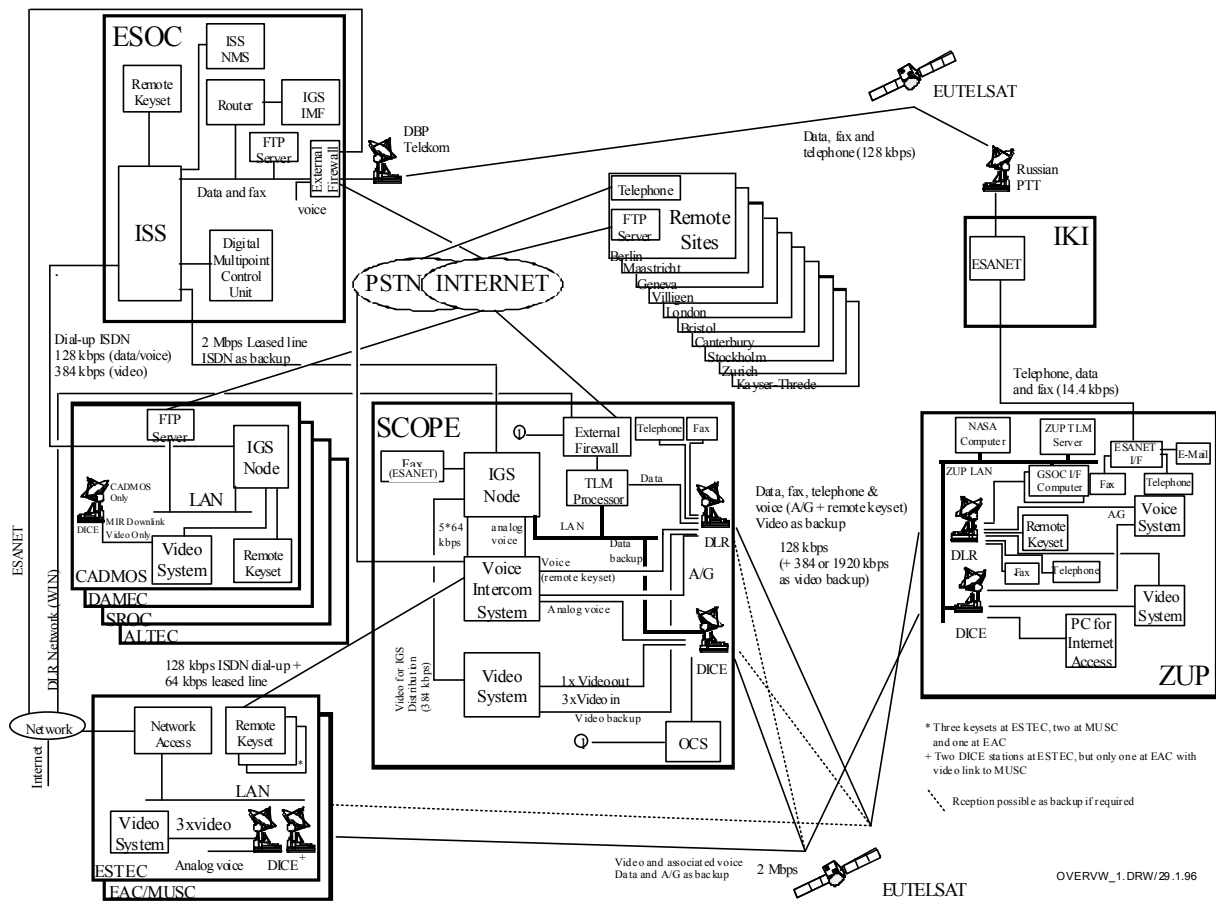 ESOC
ISS
NMS
Remote
Keyset
Router
IGS
IMF
FTP
Server
External
Firewall
DBP
Telekom
Data and fax
voice
ISS
Digital
Multipoint
Control
Unit
EUTELSAT
Data, fax and
telephone (128 kbps)
Russian
PTT
IKI
ESANET
Telephone, data
and fax (14.4 kbps)
Telephone
FTP
Server
Remote
Sites
Berlin
Maastricht
Geneva
Villigen
London
Bristol
Canterbury
Stockholm
Zurich
Kayser-Threde
PSTN
INTERNET
Dial-up ISDN
128 kbps (data/voice)
384 kbps (video)
2 Mbps Leased line
ISDN as backup
FTP
Server
IGS
Node
CADMOS
Only
LAN
DICE
MIR Downlink
Video Only
Video
System
Remote
Keyset
CADMOS
DAMEC
SROC
ALTEC
ESANET
DLR Network (WIN)
128 kbps ISDN dial-up +
64 kbps leased line
SCOPE
1
External
Firewall
Telephone
Fax
Fax
(ESANET)
IGS
Node
TLM
Processor
Data
LAN
5*64
kbps
analog
voice
Data
backup
DLR
Voice
(remote keyset)
Voice
Intercom
System
A/G
Analog voice
DICE
Video for IGS
Distribution
(384 kbps)
Video
System
1x Video out
3xVideo in
Video backup
1
OCS
Data, fax, telephone &
voice (A/G + remote keyset)
Video as backup
128 kbps
(+ 384 or 1920 kbps
as video backup)
NASA
Computer
ZUP TLM
Server
ESANET
I/F
E-Mail
ZUP LAN
GSOC I/F
Computer
Fax
Telephone
A/G
Voice
System
Remote
Keyset
DLR
Fax
Telephone
Video
System
DICE
PC for
Internet
Access
ZUP
Network
Internet
Network
Access
Remote
Keyset
*
LAN
Video
System
3xvideo
Analog voice
DICE+
ESTEC
EAC/MUSC
* Three keysets at ESTEC, two at MUSC
and one at EAC
+ Two DICE stations at ESTEC, but only one at EAC with
video link to MUSC
Rception possible as backup if required
Video and associated voice
Data and A/G as backup
2 Mbps
EUTELSAT
OVERVW_1.DRW/29.1.96